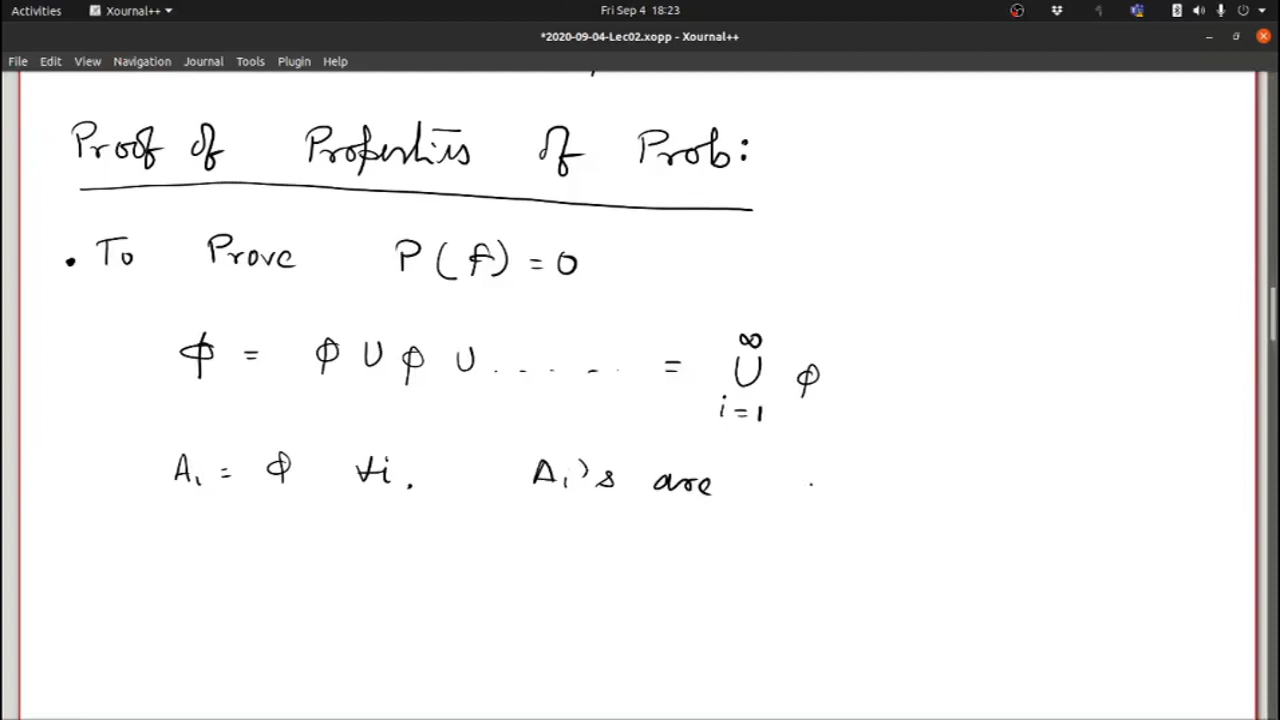 Activities Xournal++ Fri Sep 4 18:23
*2020-09-04-Lec02.xopp - Xournal++
File Edit View Navigation Journal Tools Plugin Help
Proof of Properties of Prob:
• To Prove P(ϕ) = 0
ϕ = ϕ ∪ ϕ ∪ ...... = ∞ ∪ i=1 ϕ
Ai = ϕ ∀i. Ai's are